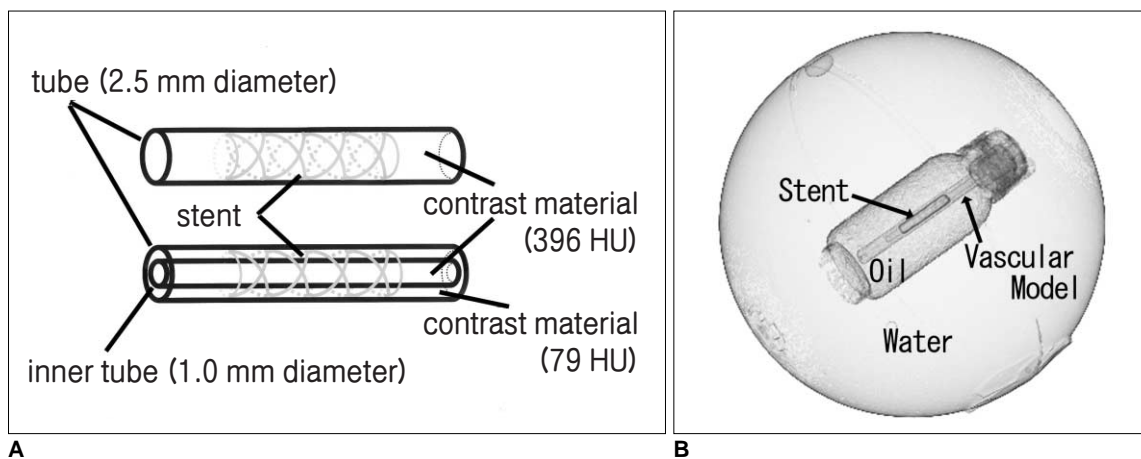 tube (2.5 mm diameter)
stent
contrast material
(396 HU)
contrast material
(79 HU)
inner tube (1.0 mm diameter)
A
Stent
Oil
Vascular
Model
Water
B